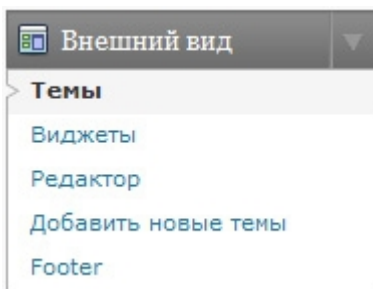 Внешний вид
Темы
Виджеты
Редактор
Добавить новые темы
Footer